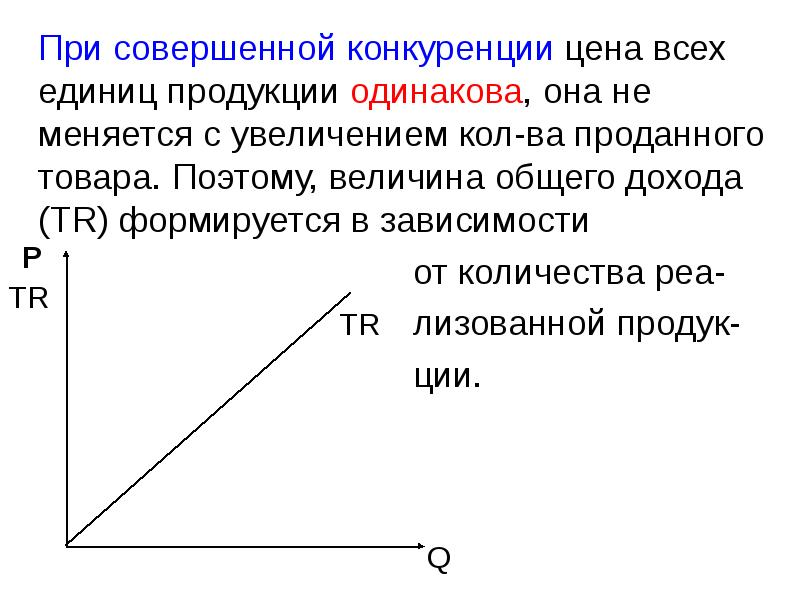 При совершенной конкуренции цена всех
единиц продукции одинакова, она не
меняется с увеличением кол-ва проданного
товара. Поэтому, величина общего дохода
(TR) формируется в зависимости
от количества реа-
лизованной продук-
ции.
P
TR
TR
Q